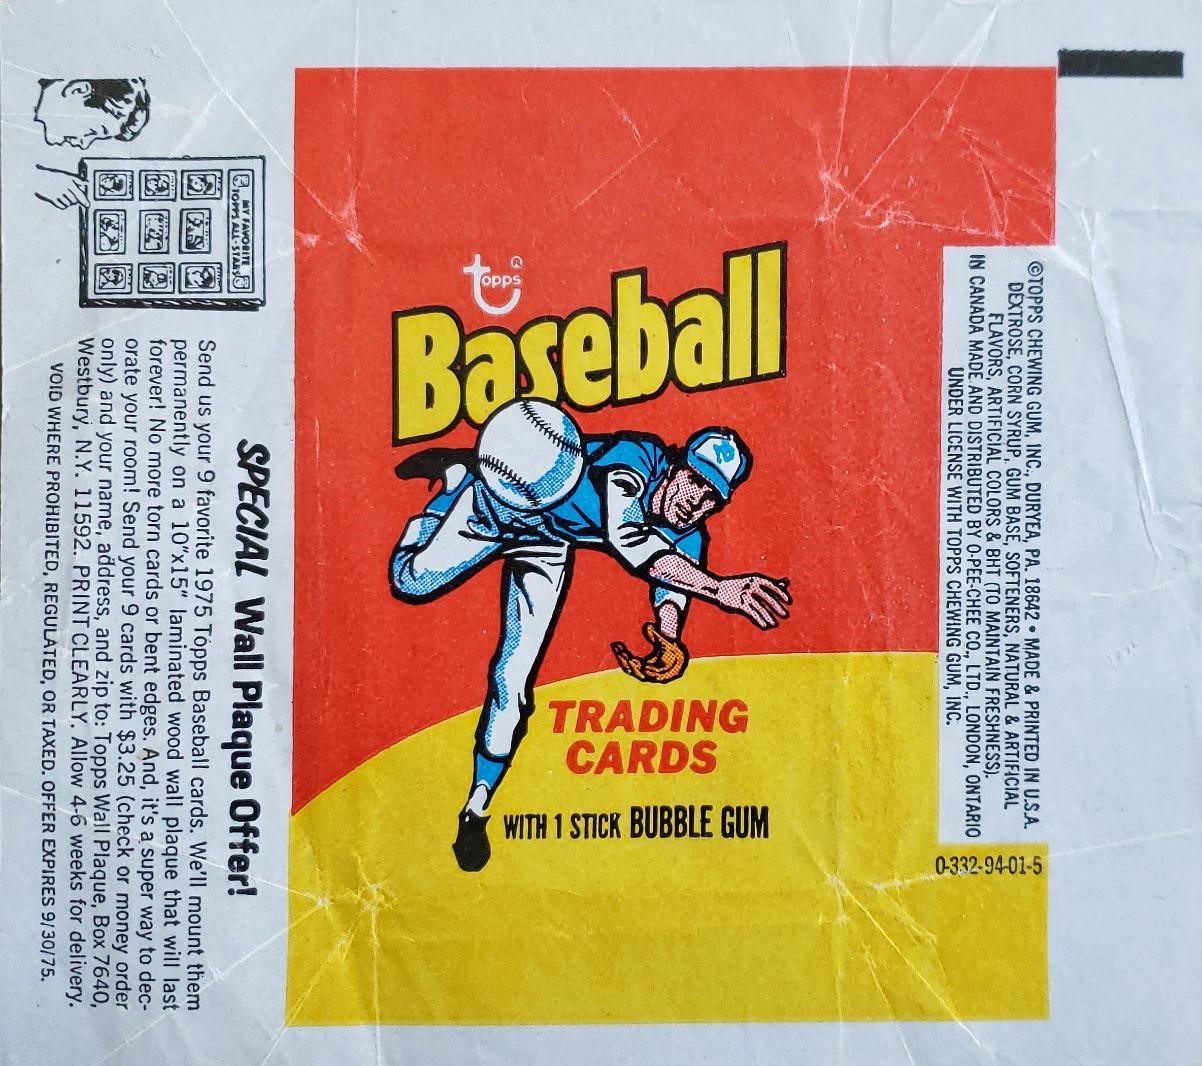 MY FAVORITE
TOPPS ALL-STARS
SPECIAL Wall Plaque Offer!
Send us your 9 favorite 1975 Topps Baseball cards. We'll mount them
permanently on a 10"x15" laminated wood wall plaque that will last
forever! No more torn cards or bent edges. And, it's a super way to dec-
orate your room! Send your 9 cards with $3.25 (check or money order
only) and your name, address, and zip to: Topps Wall Plaque, Box 7640,
Westbury, N.Y. 11592. PRINT CLEARLY. Allow 4-6 weeks for delivery.
VOID WHERE PROHIBITED, REGULATED, OR TAXED. OFFER EXPIRES 9/30/75.
topps®
Baseball
TRADING
CARDS
WITH 1 STICK BUBBLE GUM
©TOPPS CHEWING GUM, INC., DURYEA, PA. 18642 • MADE & PRINTED IN U.S.A.
DEXTROSE, CORN SYRUP, GUM BASE, SOFTENERS, NATURAL & ARTIFICIAL
FLAVORS, ARTIFICIAL COLORS & BHT (TO MAINTAIN FRESHNESS).
IN CANADA MADE AND DISTRIBUTED BY O-PEE-CHEE CO., LTD., LONDON, ONTARIO
UNDER LICENSE WITH TOPPS CHEWING GUM, INC.
0-332-94-01-5